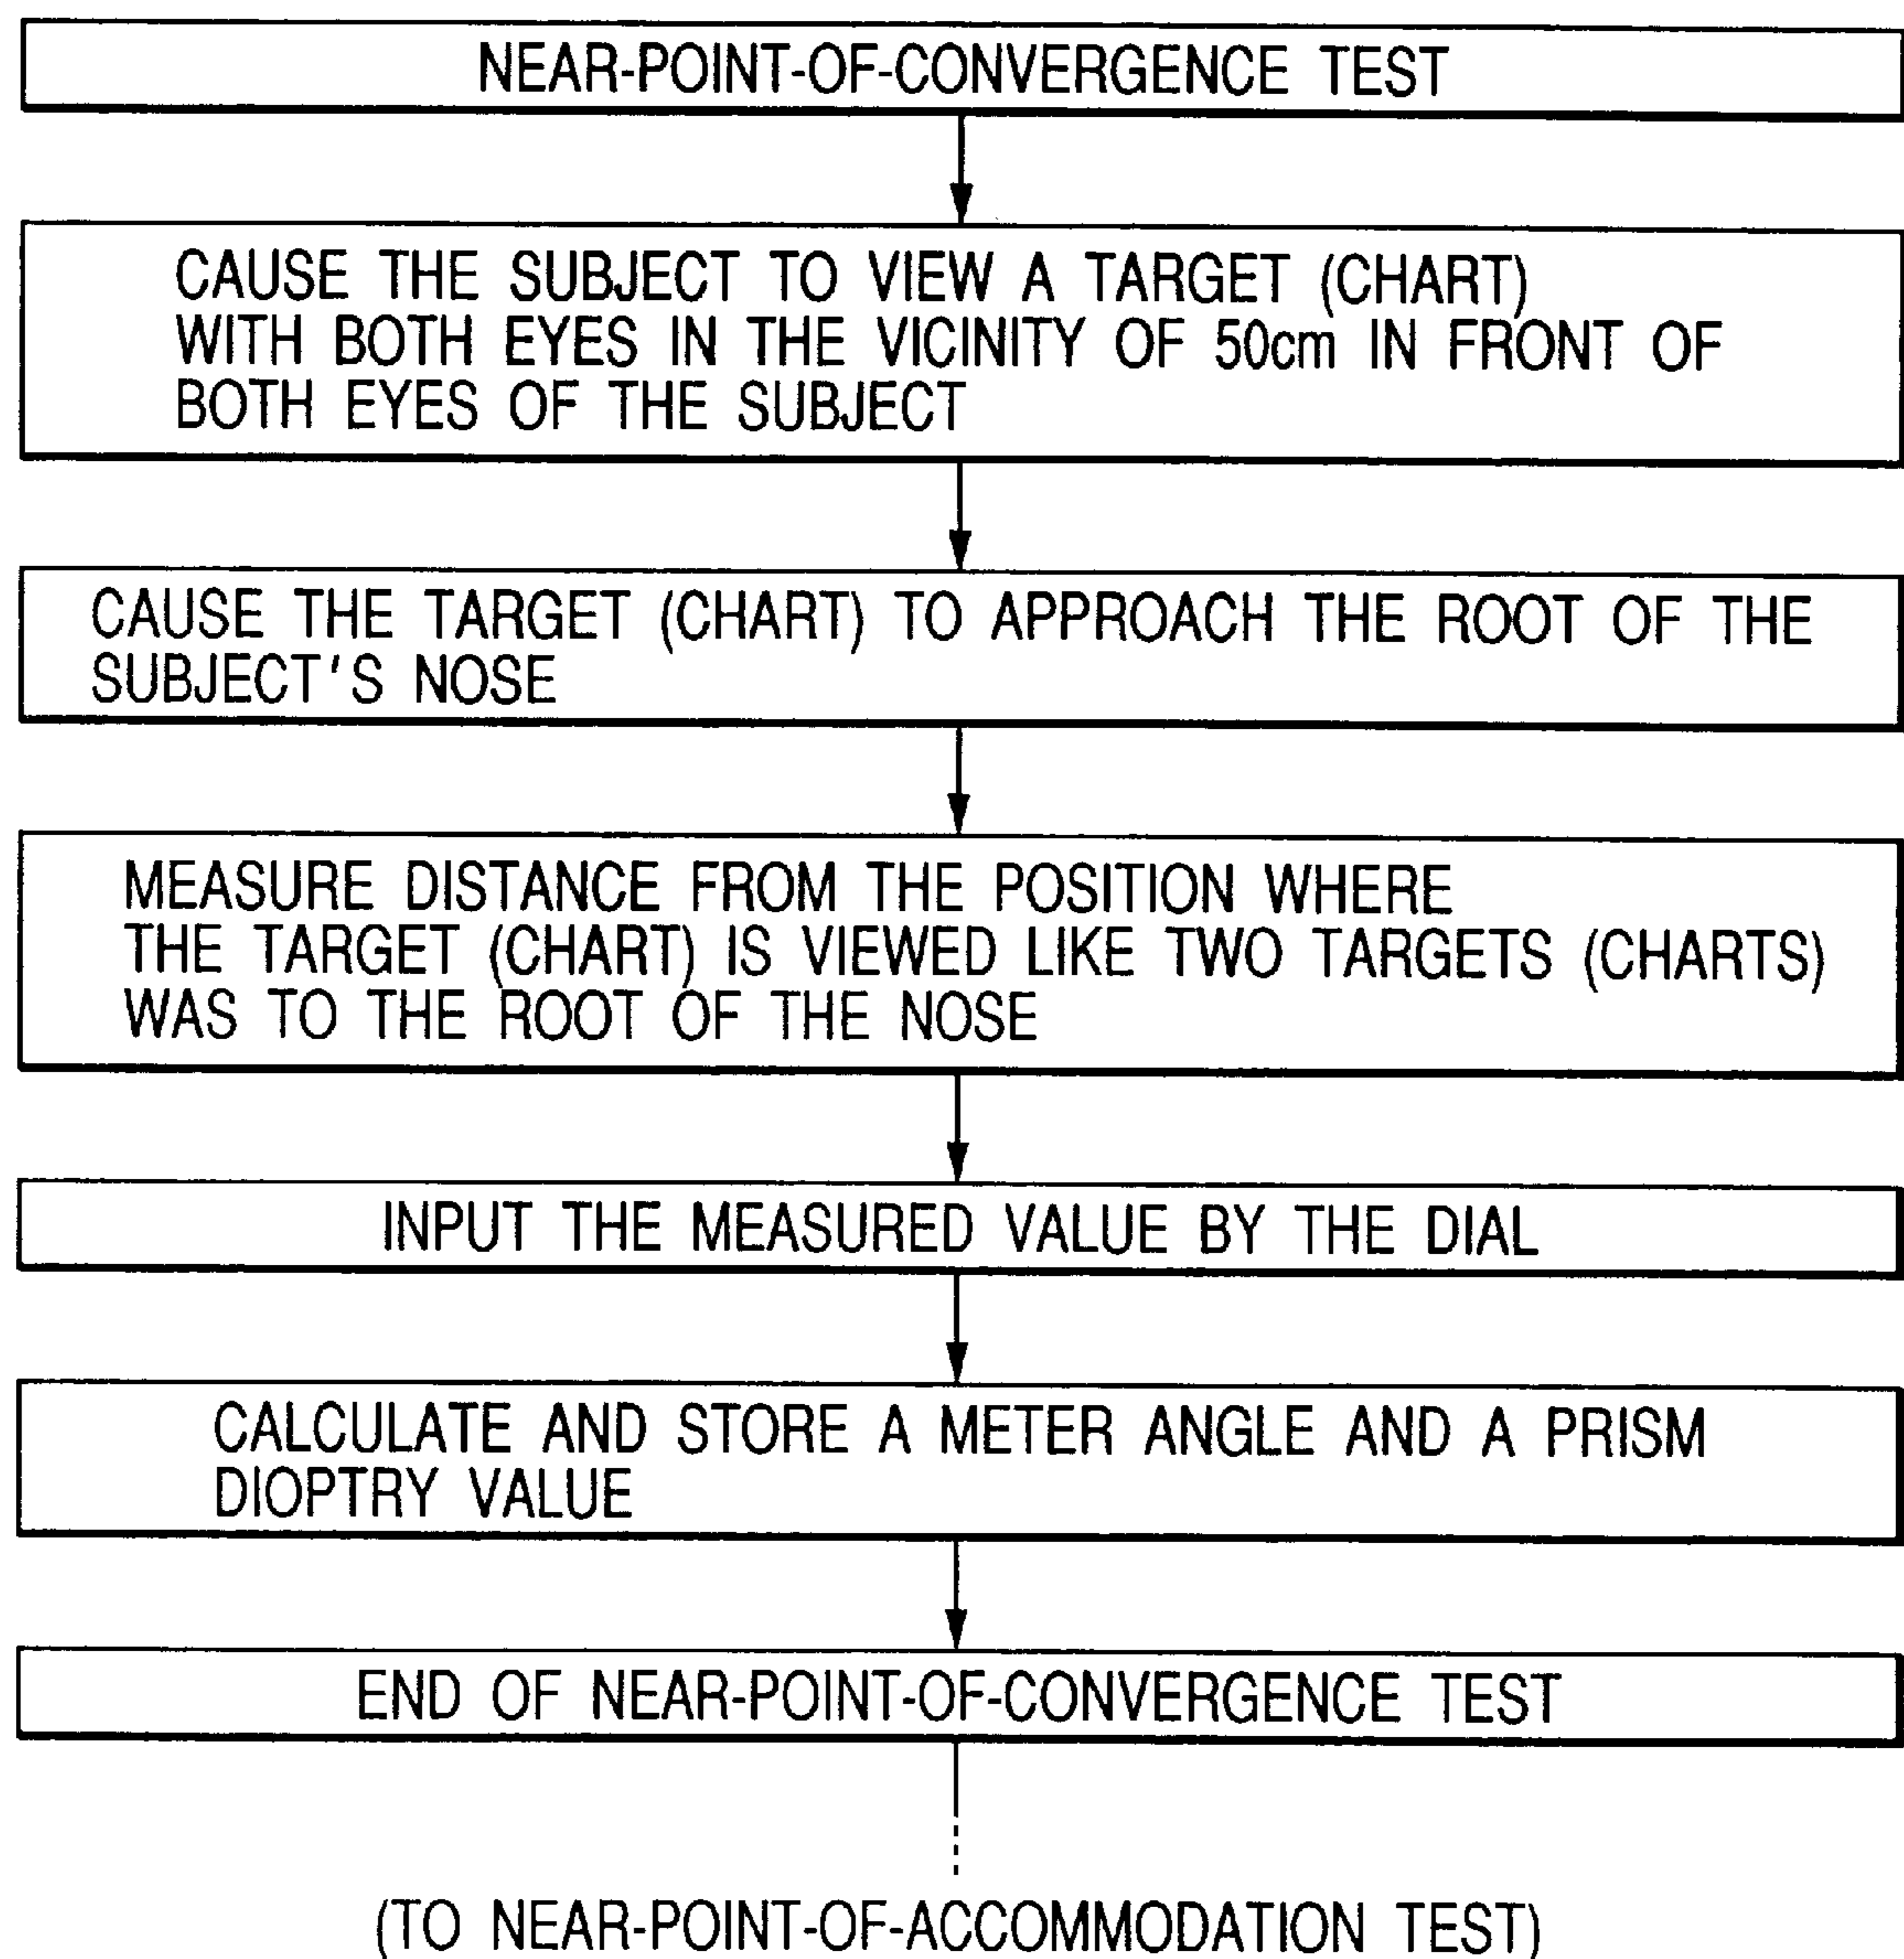 NEAR-POINT-OF-CONVERGENCE TEST
CAUSE THE SUBJECT TO VIEW A TARGET (CHART)
WITH BOTH EYES IN THE VICINITY OF 50cm IN FRONT OF
BOTH EYES OF THE SUBJECT
CAUSE THE TARGET (CHART) TO APPROACH THE ROOT OF THE
SUBJECT'S NOSE
MEASURE DISTANCE FROM THE POSITION WHERE
THE TARGET (CHART) IS VIEWED LIKE TWO TARGETS (CHARTS)
WAS TO THE ROOT OF THE NOSE
INPUT THE MEASURED VALUE BY THE DIAL
CALCULATE AND STORE A METER ANGLE AND A PRISM
DIOPTRY VALUE
END OF NEAR-POINT-OF-CONVERGENCE TEST
(TO NEAR-POINT-OF-ACCOMMODATION TEST)